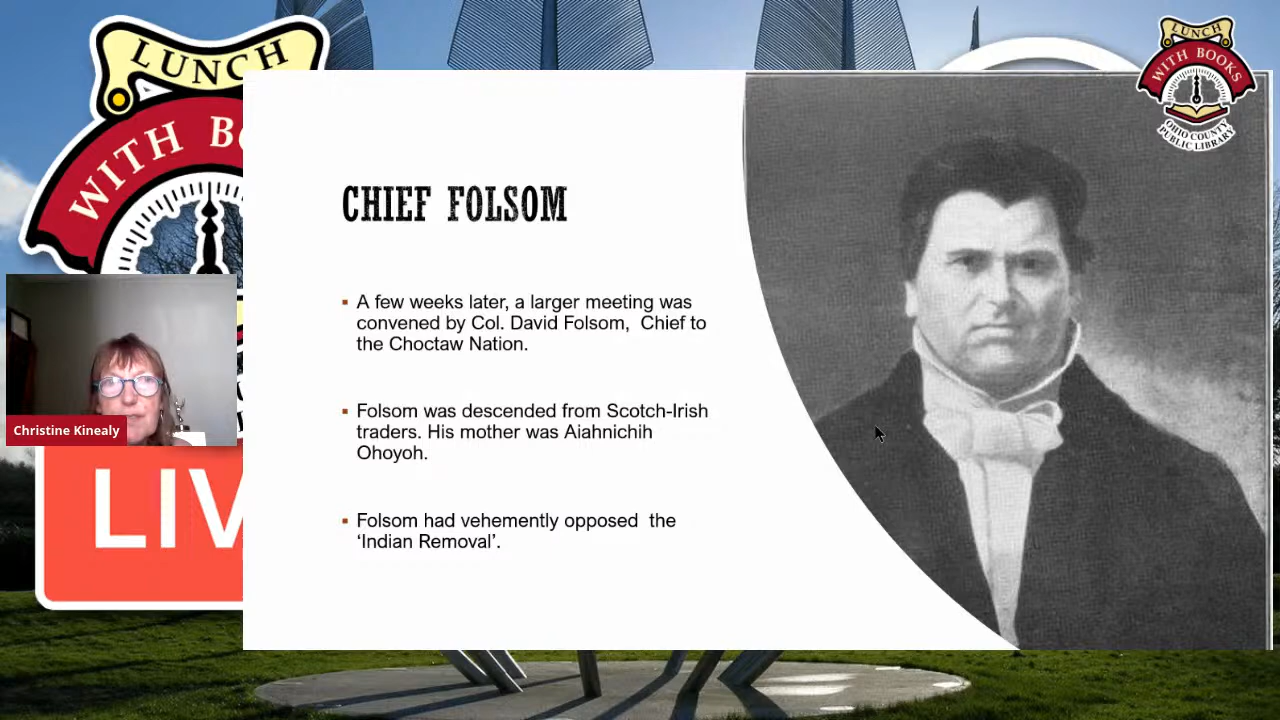 LUNCH
WITH B
LIV
Christine Kinealy
CHIEF FOLSOM
▪ A few weeks later, a larger meeting was
convened by Col. David Folsom,  Chief to
the Choctaw Nation.
▪ Folsom was descended from Scotch-Irish
traders. His mother was Aiahnichih
Ohoyoh.
▪ Folsom had vehemently opposed  the
‘Indian Removal’.
LUNCH
WITH BOOKS
OHIO COUNTY
PUBLIC LIBRARY